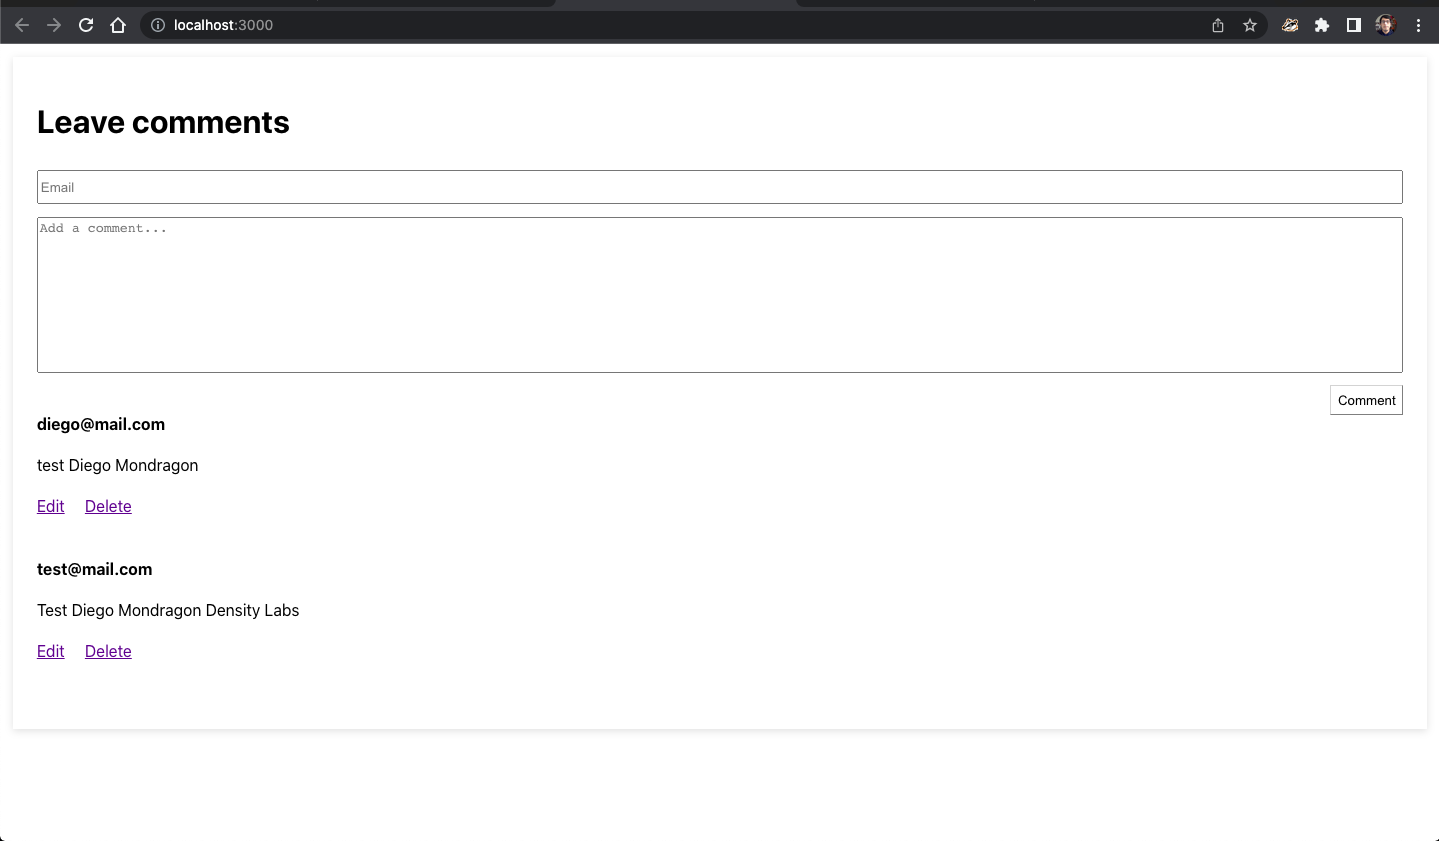 localhost:3000
Leave comments
Email
Add a comment...
Comment
diego@mail.com
test Diego Mondragon
Edit Delete
test@mail.com
Test Diego Mondragon Density Labs
Edit Delete